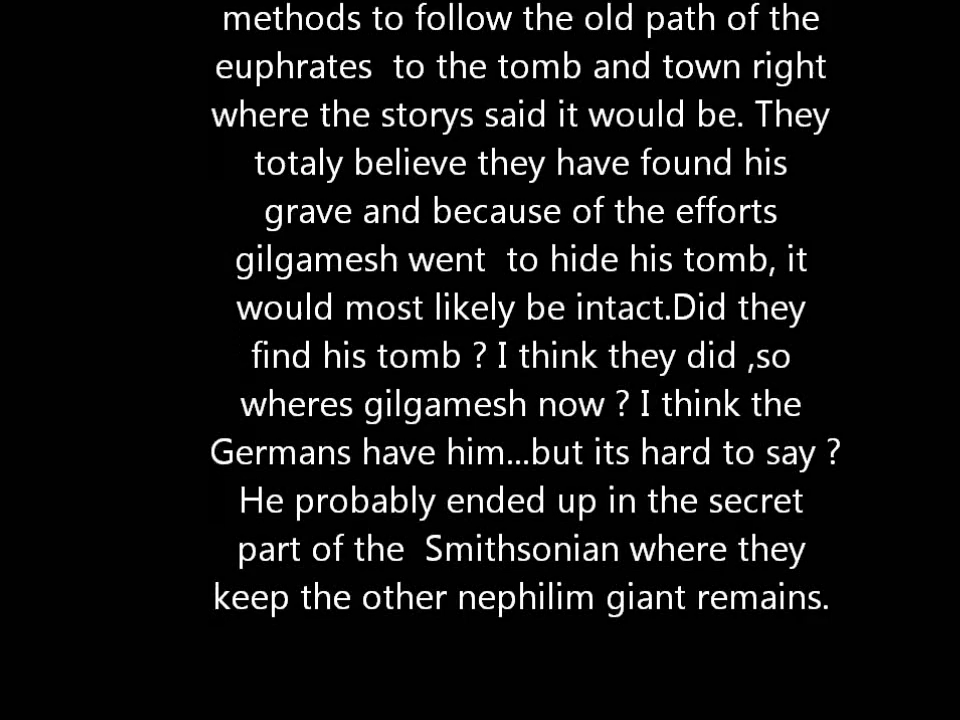 methods to follow the old path of the
euphrates  to the tomb and town right
where the storys said it would be. They
totaly believe they have found his
grave and because of the efforts
gilgamesh went  to hide his tomb, it
would most likely be intact.Did they
find his tomb ? I think they did ,so
wheres gilgamesh now ? I think the
Germans have him...but its hard to say ?
He probably ended up in the secret
part of the  Smithsonian where they
keep the other nephilim giant remains.